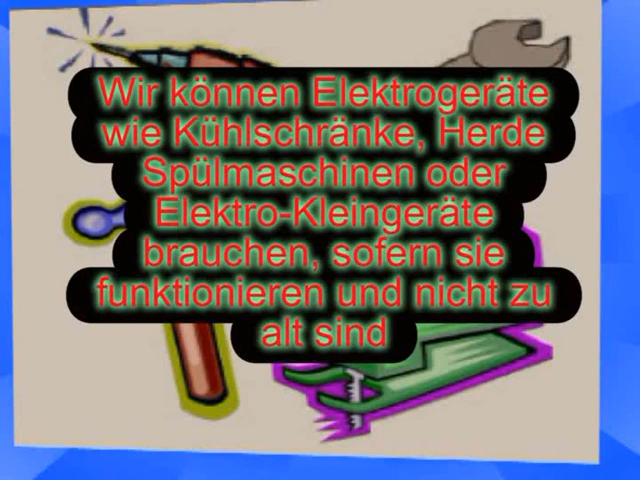 Wir können Elektrogeräte
wie Kühlschränke, Herde
Spülmaschinen oder
Elektro-Kleingeräte
brauchen, sofern sie
funktionieren und nicht zu
alt sind